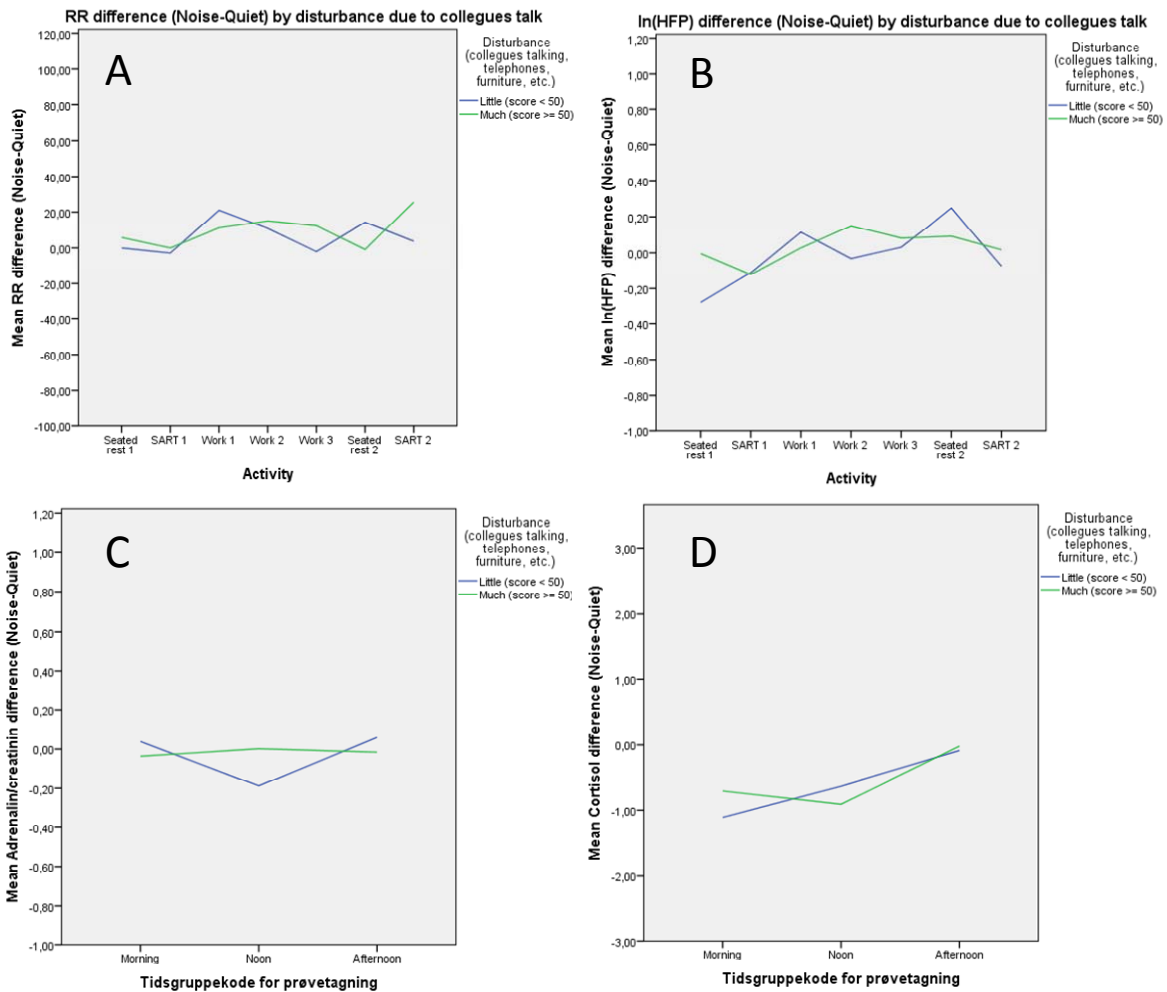 RR difference (Noise-Quiet) by disturbance due to collegues talk
A
Mean RR difference (Noise-Quiet)
120,00
100,00
80,00
60,00
40,00
20,00
0,00
-20,00
-40,00
-60,00
-80,00
-100,00
Seated rest 1
SART 1
Work 1
Work 2
Work 3
Seated rest 2
SART 2
Activity
Disturbance
(collegues talking,
telephones,
furniture, etc.)
Little (score < 50)
Much (score >= 50)
ln(HFP) difference (Noise-Quiet) by disturbance due to collegues talk
B
Mean ln(HFP) difference (Noise-Quiet)
1,20
1,00
0,80
0,60
0,40
0,20
0,00
-0,20
-0,40
-0,60
-0,80
-1,00
Seated rest 1
SART 1
Work 1
Work 2
Work 3
Seated rest 2
SART 2
Activity
Disturbance
(collegues talking,
telephones,
furniture, etc.)
Little (score < 50)
Much (score >= 50)
C
Mean Adrenalin/creatinin difference (Noise-Quiet)
1,20
1,00
0,80
0,60
0,40
0,20
0,00
-0,20
-0,40
-0,60
-0,80
-1,00
Morning
Noon
Afternoon
Tidsgruppekode for prøvetagning
Disturbance
(collegues talking,
telephones,
furniture, etc.)
Little (score < 50)
Much (score >= 50)
D
Mean Cortisol difference (Noise-Quiet)
3,00
2,00
1,00
0,00
-1,00
-2,00
-3,00
Morning
Noon
Afternoon
Tidsgruppekode for prøvetagning
Disturbance
(collegues talking,
telephones,
furniture, etc.)
Little (score < 50)
Much (score >= 50)